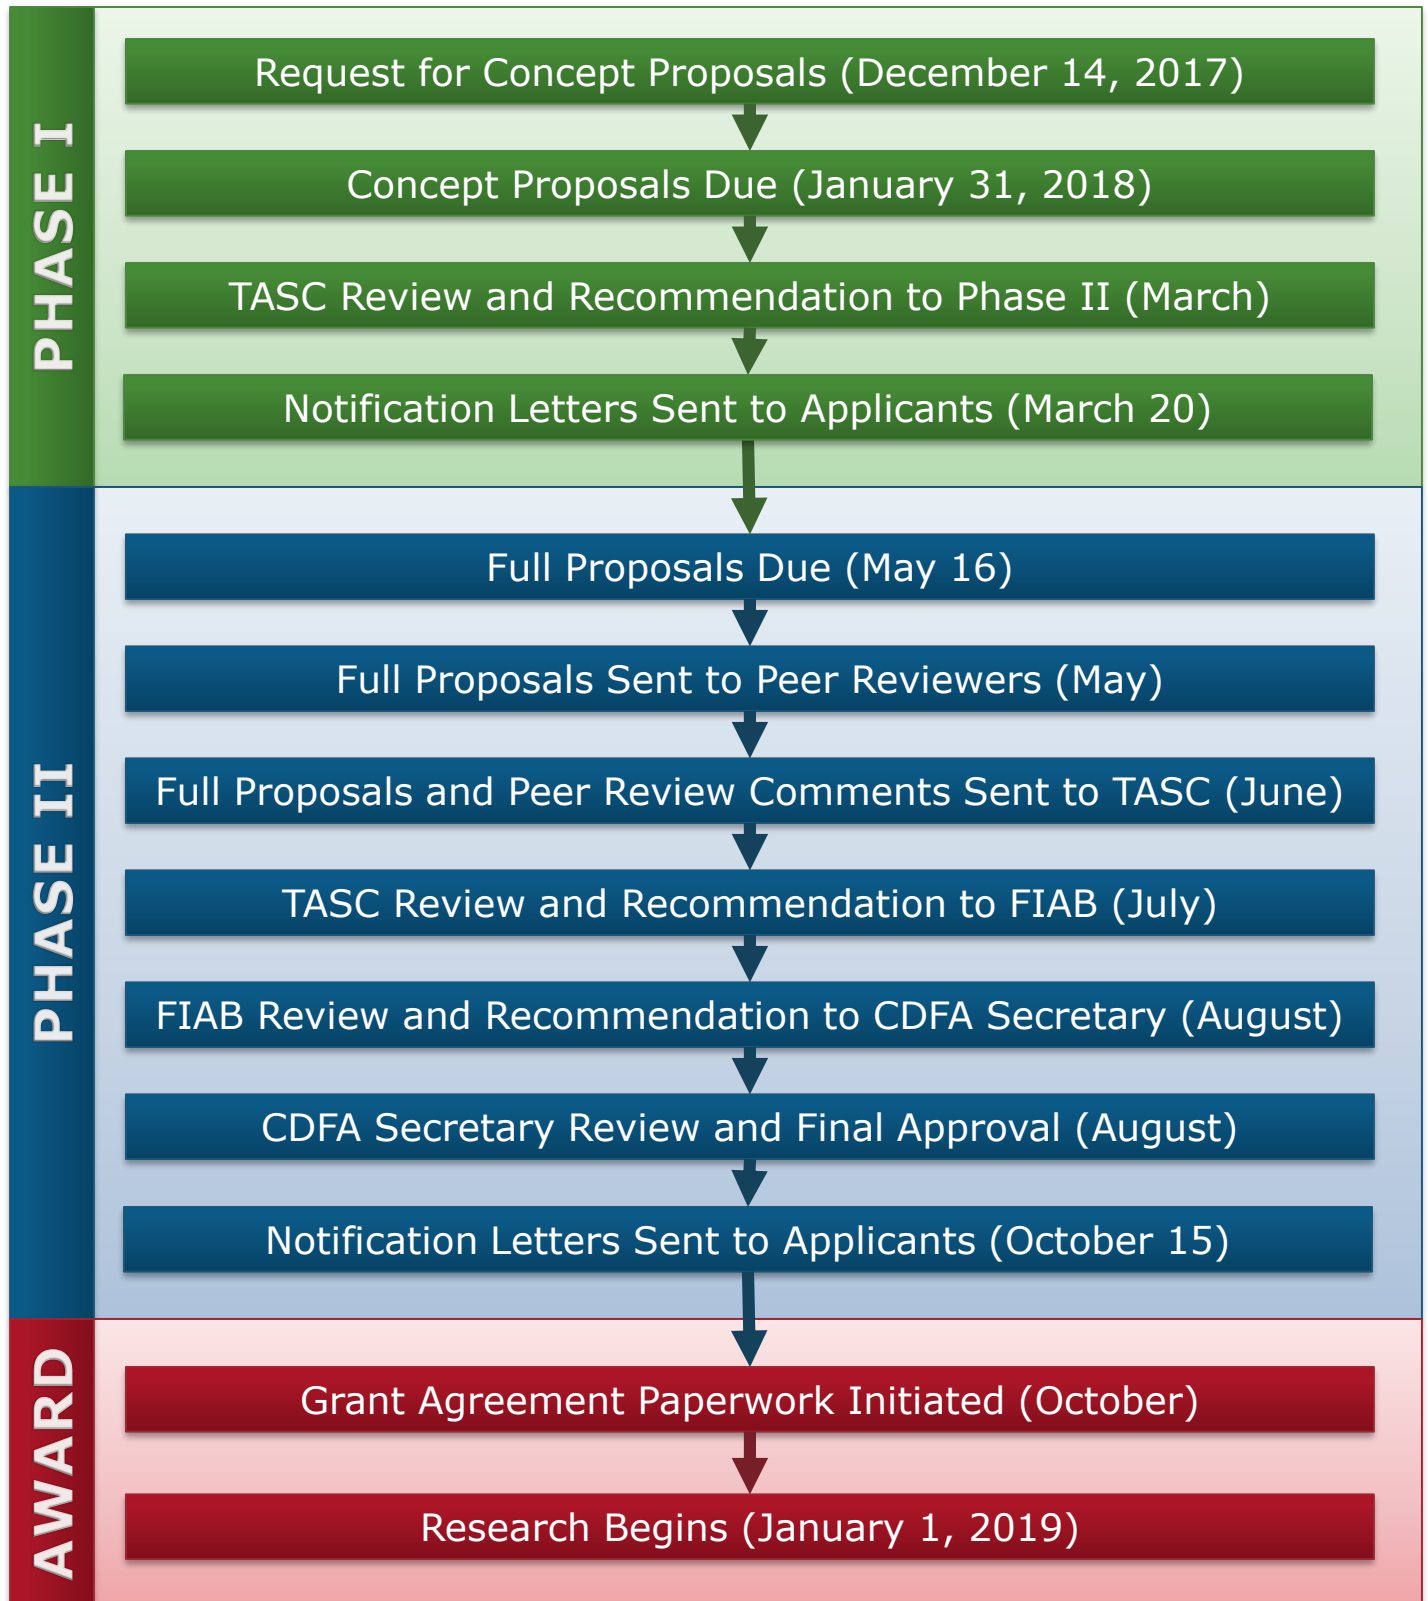 PHASE I
Request for Concept Proposals (December 14, 2017)
Concept Proposals Due (January 31, 2018)
TASC Review and Recommendation to Phase II (March)
Notification Letters Sent to Applicants (March 20)
PHASE II
Full Proposals Due (May 16)
Full Proposals Sent to Peer Reviewers (May)
Full Proposals and Peer Review Comments Sent to TASC (June)
TASC Review and Recommendation to FIAB (July)
FIAB Review and Recommendation to CDFA Secretary (August)
CDFA Secretary Review and Final Approval (August)
Notification Letters Sent to Applicants (October 15)
AWARD
Grant Agreement Paperwork Initiated (October)
Research Begins (January 1, 2019)